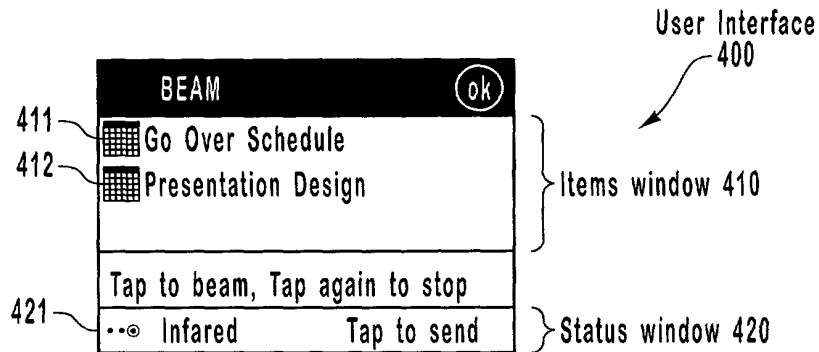 User Interface
400
BEAM ok
411 Go Over Schedule
412 Presentation Design
Items window 410
Tap to beam, Tap again to stop
421 Infared Tap to send
Status window 420